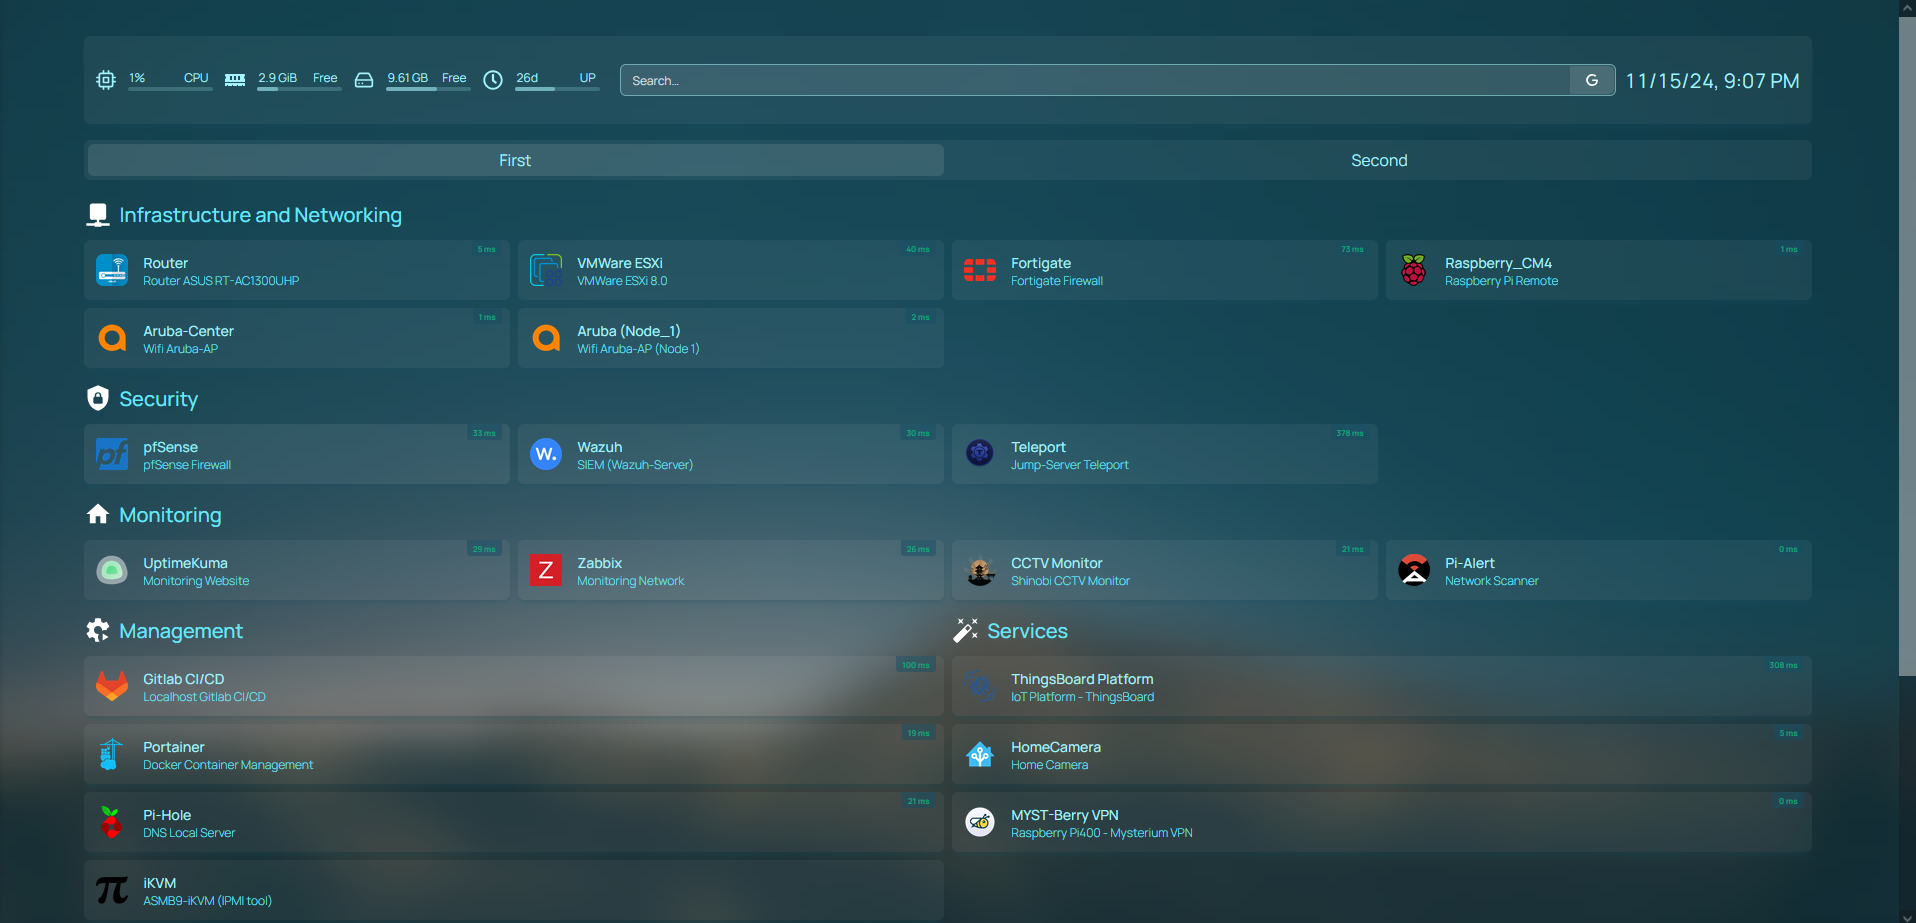 1% CPU
2.9 GiB Free
9.61 GB Free
26d UP
Search...
G
11/15/24, 9:07 PM
First
Second
Infrastructure and Networking
5 ms
Router
Router ASUS RT-AC1300UHP
40 ms
VMWare ESXi
VMWare ESXi 8.0
73 ms
Fortigate
Fortigate Firewall
1 ms
Raspberry_CM4
Raspberry Pi Remote
1 ms
Aruba-Center
Wifi Aruba-AP
2 ms
Aruba (Node_1)
Wifi Aruba-AP (Node 1)
Security
33 ms
pf
pfSense
pfSense Firewall
30 ms
W.
Wazuh
SIEM (Wazuh-Server)
378 ms
Teleport
Jump-Server Teleport
Monitoring
29 ms
UptimeKuma
Monitoring Website
26 ms
Z
Zabbix
Monitoring Network
21 ms
CCTV Monitor
Shinobi CCTV Monitor
0 ms
Pi-Alert
Network Scanner
Management
100 ms
Gitlab CI/CD
Localhost Gitlab CI/CD
19 ms
Portainer
Docker Container Management
21 ms
Pi-Hole
DNS Local Server
π
iKVM
ASMB9-iKVM (IPMI tool)
Services
308 ms
ThingsBoard Platform
IoT Platform - ThingsBoard
5 ms
HomeCamera
Home Camera
0 ms
MYST-Berry VPN
Raspberry Pi400 - Mysterium VPN